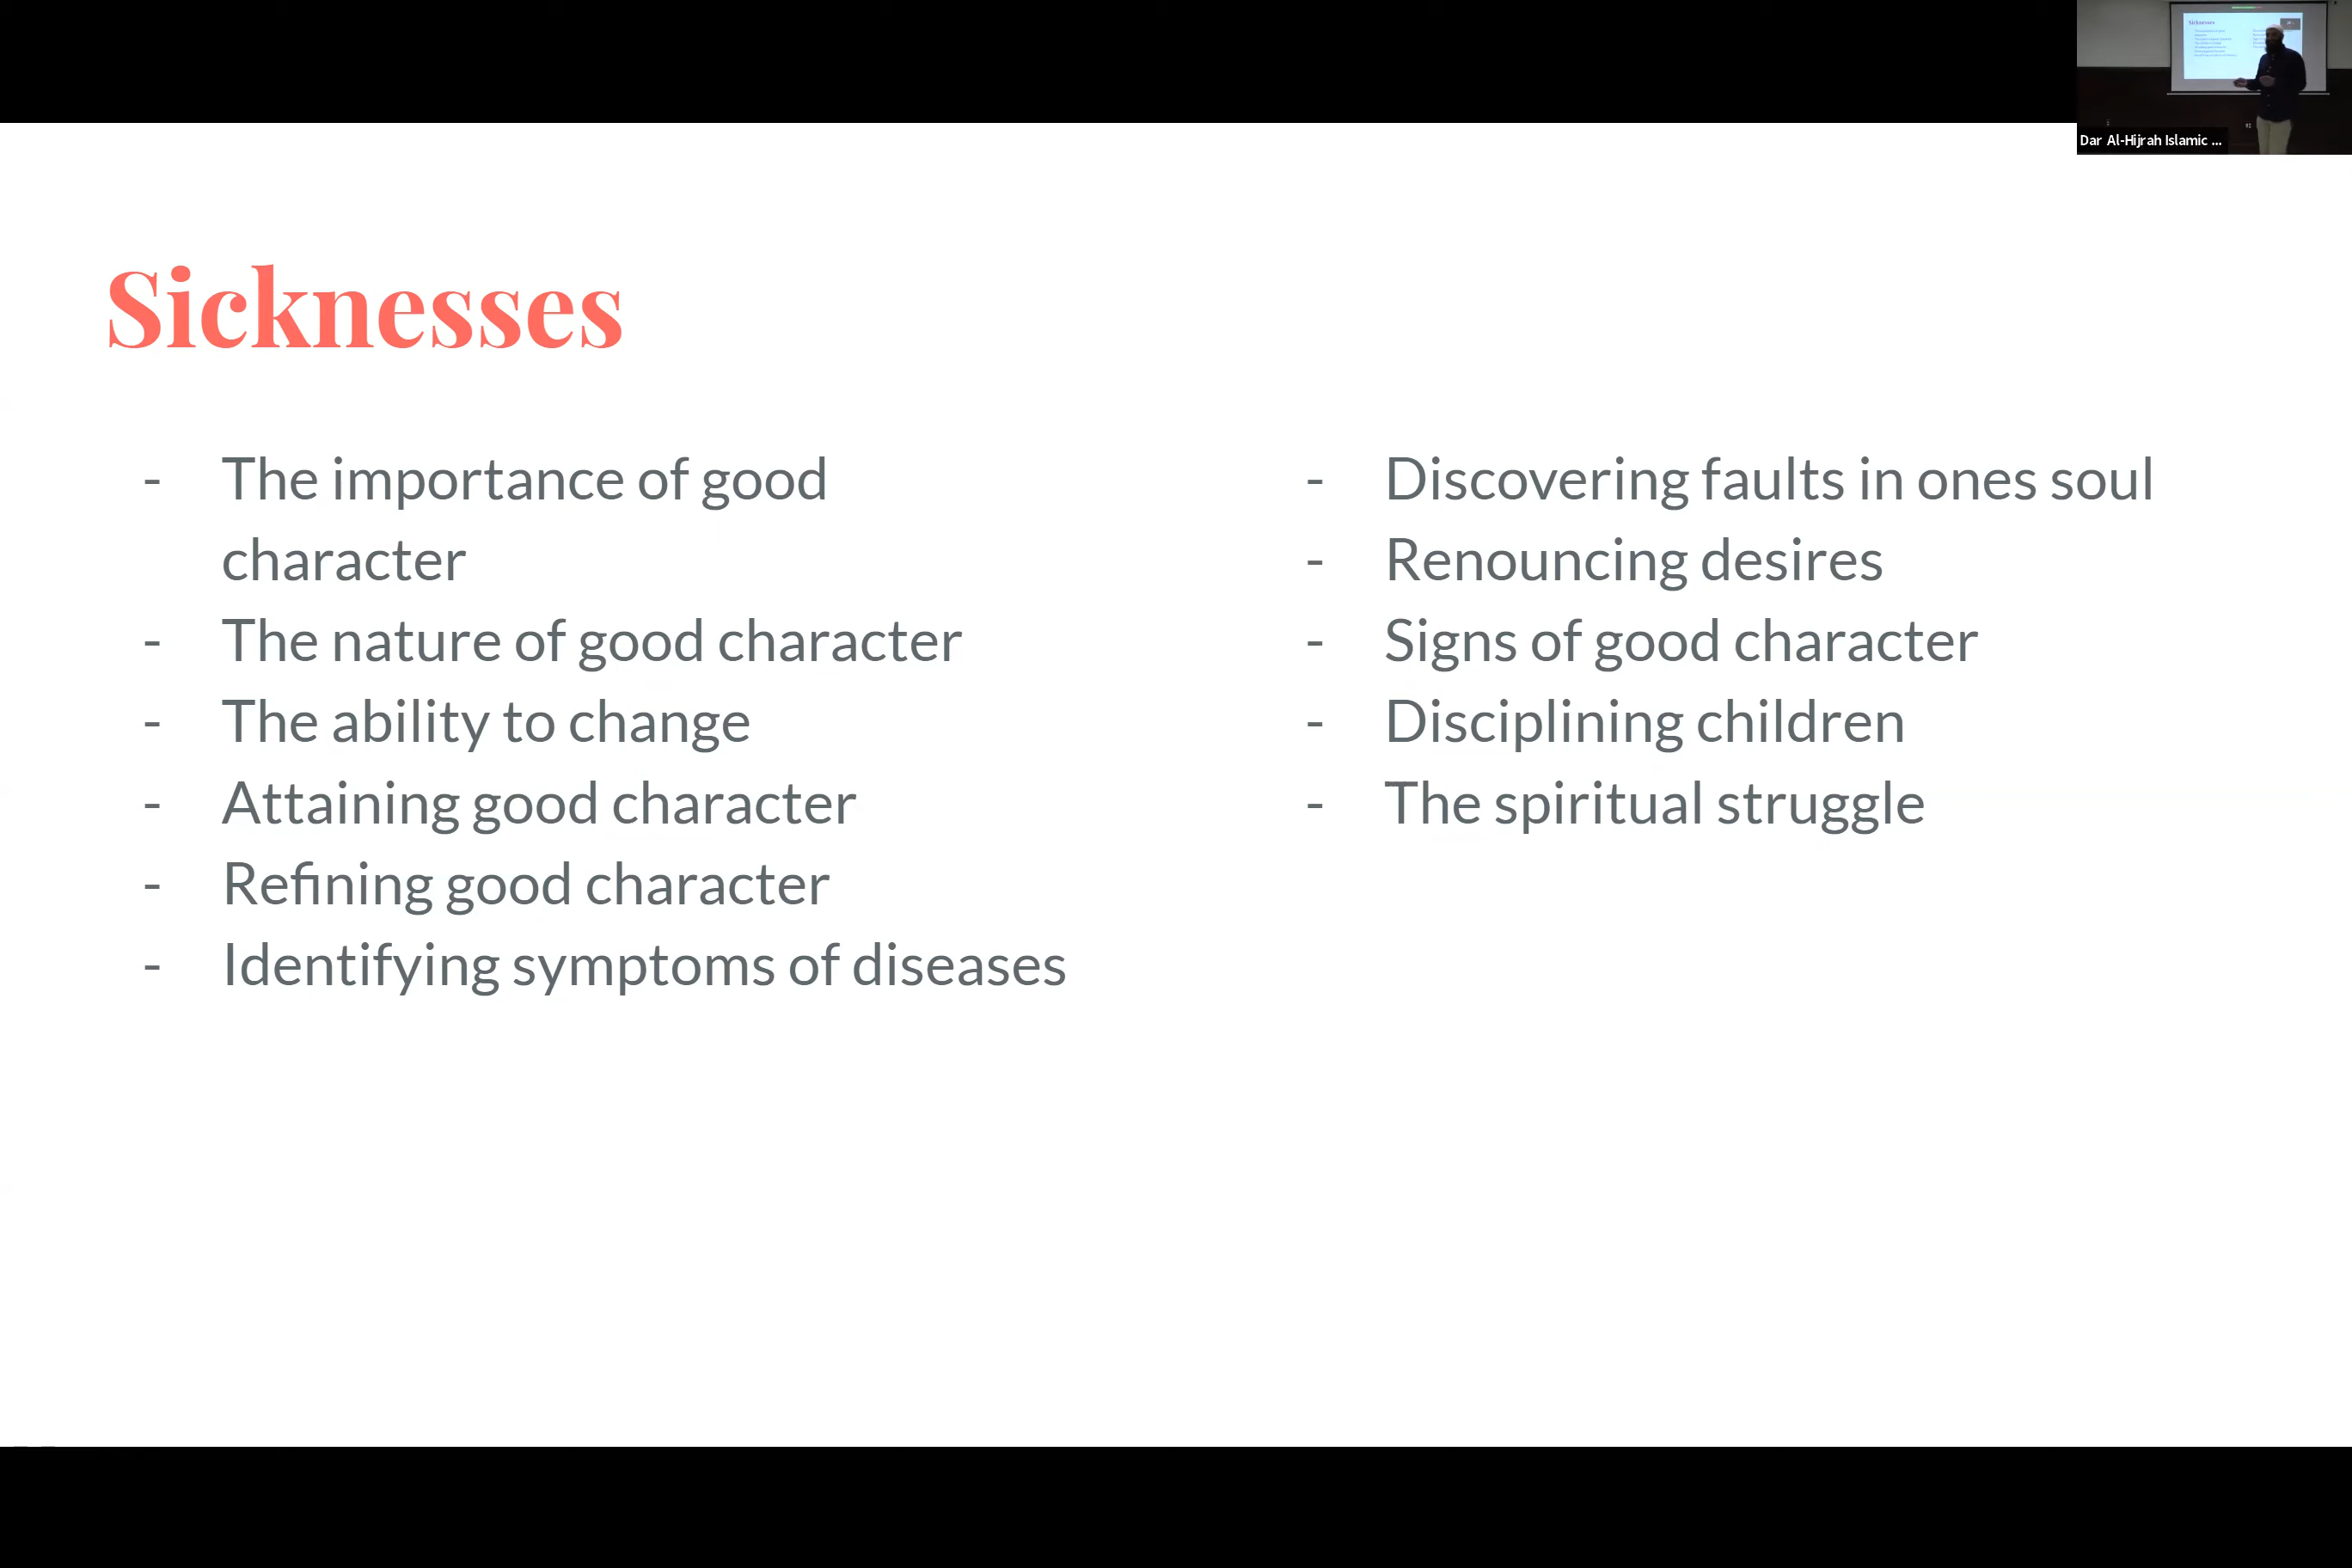 Sicknesses
- The importance of good
character
- The nature of good character
- The ability to change
- Attaining good character
- Refining good character
- Identifying symptoms of diseases
- Discovering faults in ones soul
- Renouncing desires
- Signs of good character
- Disciplining children
- The spiritual struggle
Dar Al-Hijrah Islamic ...
Sicknesses